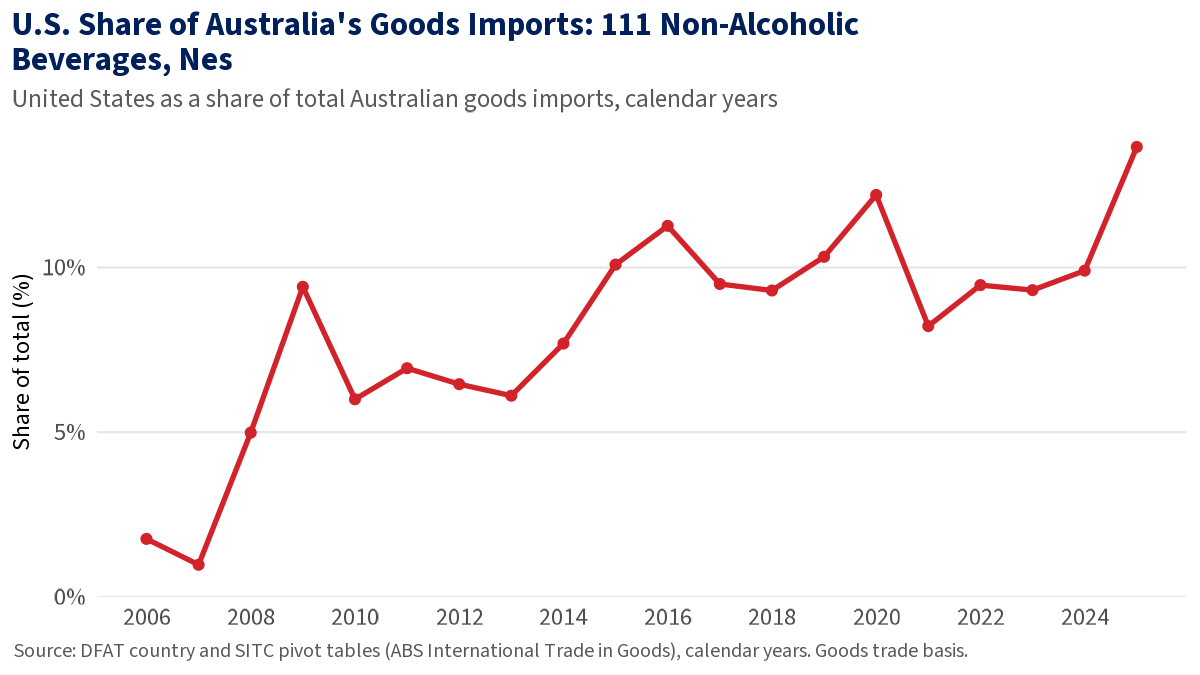 U.S. Share of Australia's Goods Imports: 111 Non-Alcoholic
Beverages, Nes
United States as a share of total Australian goods imports, calendar years
Share of total (%)
10%
5%
0%
2006 2008 2010 2012 2014 2016 2018 2020 2022 2024
Source: DFAT country and SITC pivot tables (ABS International Trade in Goods), calendar years. Goods trade basis.